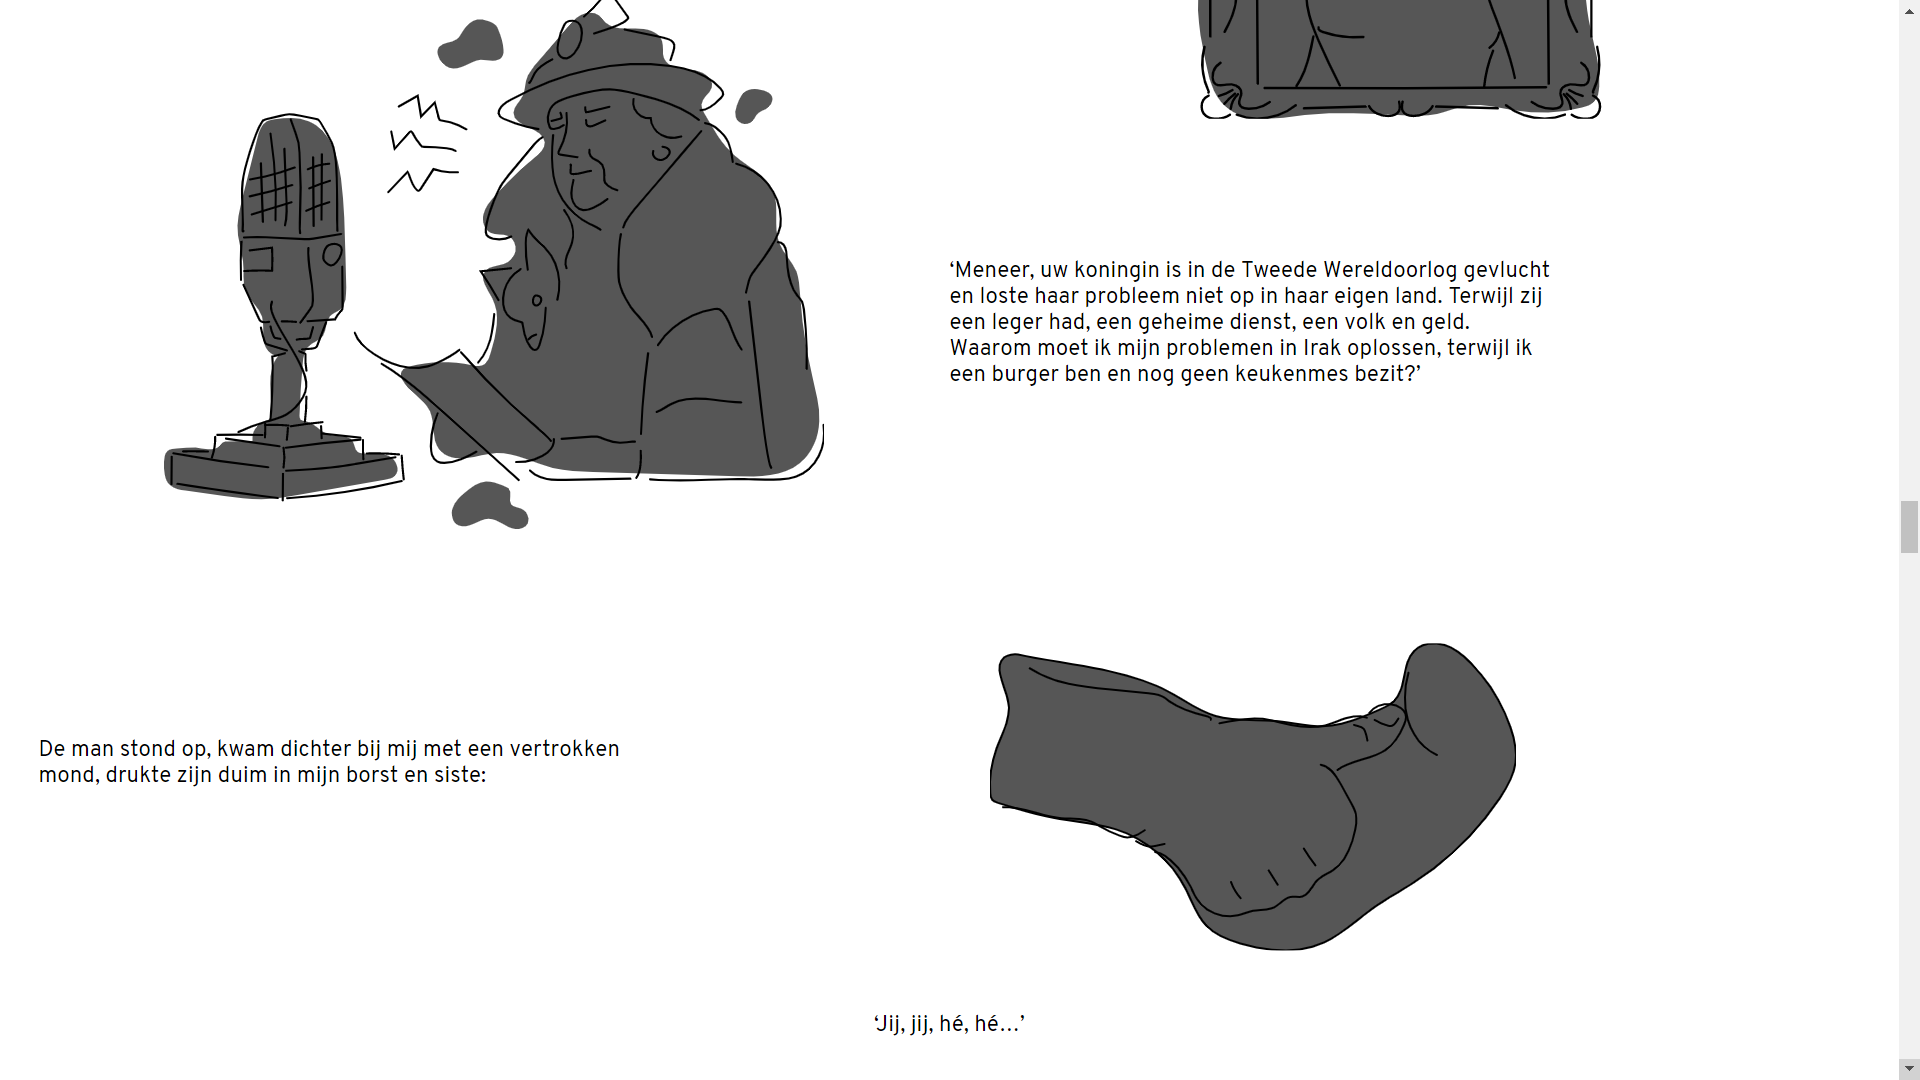 ‘Meneer, uw koningin is in de Tweede Wereldoorlog gevlucht
en loste haar probleem niet op in haar eigen land. Terwijl zij
een leger had, een geheime dienst, een volk en geld.
Waarom moet ik mijn problemen in Irak oplossen, terwijl ik
een burger ben en nog geen keukenmes bezit?’
De man stond op, kwam dichter bij mij met een vertrokken
mond, drukte zijn duim in mijn borst en siste:
‘Jij, jij, hé, hé…’